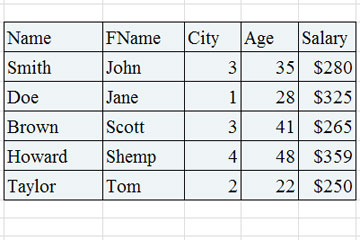 Name FName City Age Salary
Smith John 3 35 $280
Doe Jane 1 28 $325
Brown Scott 3 41 $265
Howard Shemp 4 48 $359
Taylor Tom 2 22 $250